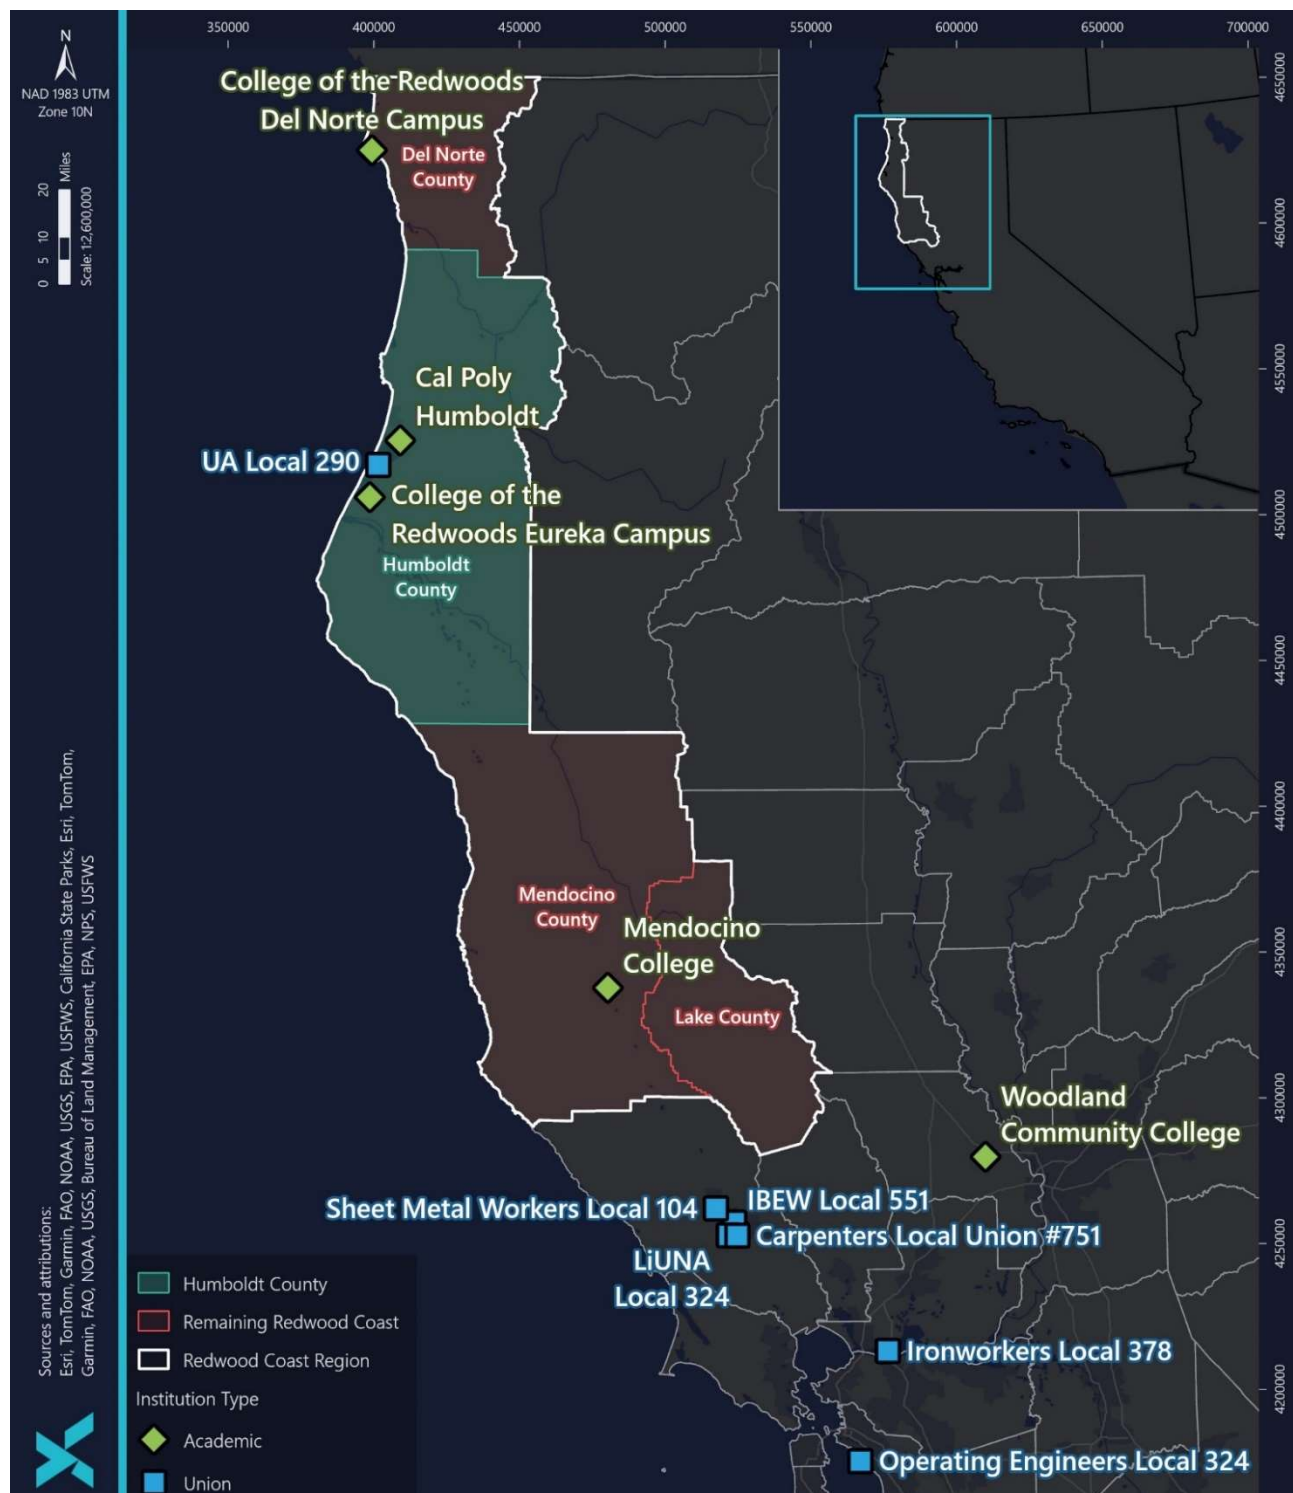 350000 400000 450000 500000 550000 600000 650000 700000
N
NAD 1983 UTM
Zone 10N
0 5 10 20 Miles
Scale: 1:2,600,000
4650000
4600000
4550000
4500000
4450000
4400000
4350000
4300000
4250000
4200000
College of the Redwoods
Del Norte Campus
Del Norte
County
Cal Poly
Humboldt
UA Local 290
College of the
Redwoods Eureka Campus
Humboldt
County
Mendocino
County
Mendocino
College
Lake County
Woodland
Community College
Sheet Metal Workers Local 104
IBEW Local 551
Carpenters Local Union #751
LiUNA
Local 324
Ironworkers Local 378
Operating Engineers Local 324
Humboldt County
Remaining Redwood Coast
Redwood Coast Region
Institution Type
Academic
Union
Sources and attributions:
Esri, TomTom, Garmin, FAO, NOAA, USGS, EPA, USFWS, California State Parks, Esri, TomTom,
Garmin, FAO, NOAA, USGS, Bureau of Land Management, EPA, NPS, USFWS